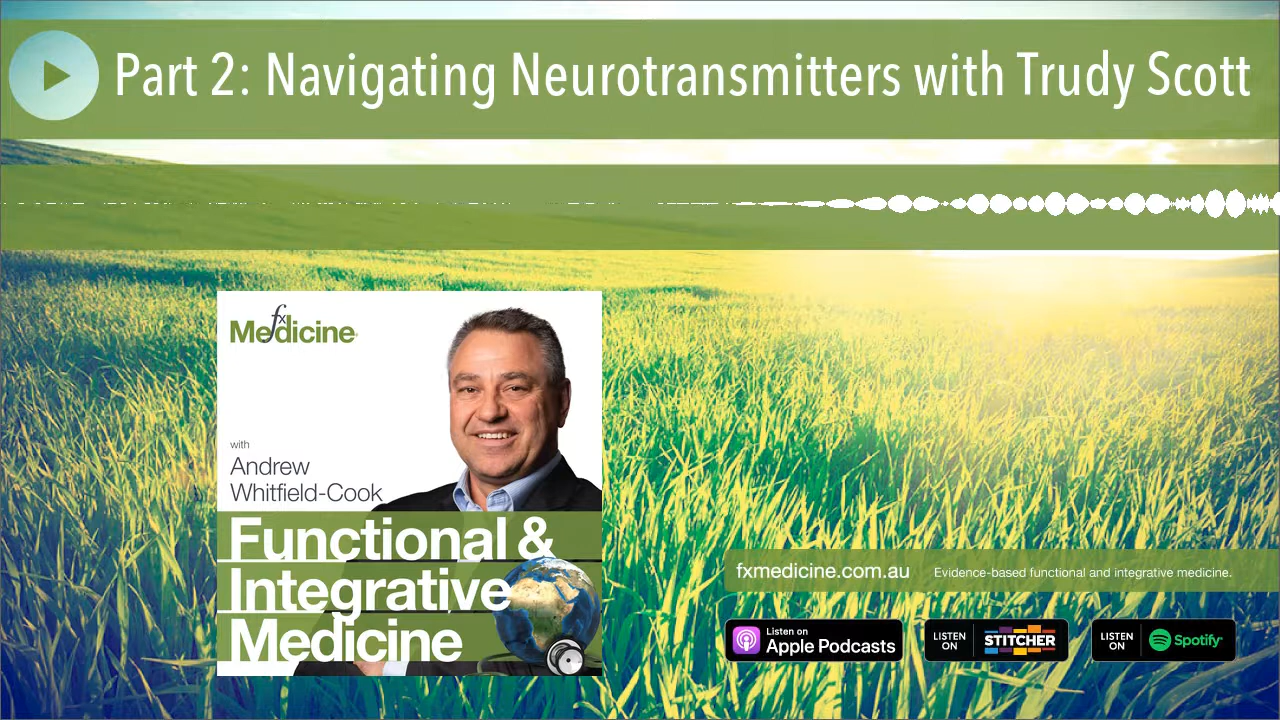 Part 2: Navigating Neurotransmitters with Trudy Scott
fx
Medicine
with
Andrew
Whitfield-Cook
Functional &
Integrative
Medicine
fxmedicine.com.au
Evidence-based functional and integrative medicine.
Listen on
Apple Podcasts
LISTEN
ON
STITCHER
LISTEN
ON
Spotify